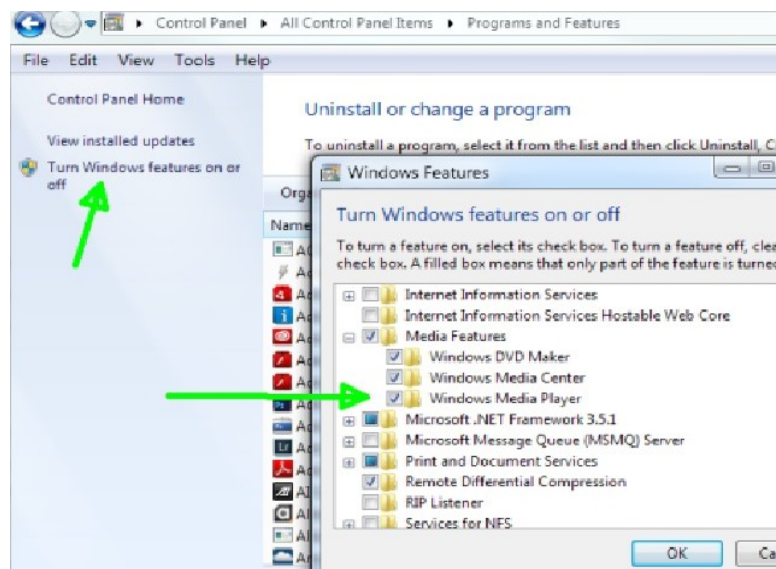 Control Panel ▸ All Control Panel Items ▸ Programs and Features
File Edit View Tools Help
Control Panel Home
View installed updates
Turn Windows features on or
off
Uninstall or change a program
To uninstall a program, select it from the list and then click Uninstall, C
Orga
Name
Windows Features
Turn Windows features on or off
To turn a feature on, select its check box. To turn a feature off, clea
check box. A filled box means that only part of the feature is turned
Internet Information Services
Internet Information Services Hostable Web Core
Media Features
Windows DVD Maker
Windows Media Center
Windows Media Player
Microsoft .NET Framework 3.5.1
Microsoft Message Queue (MSMQ) Server
Print and Document Services
Remote Differential Compression
RIP Listener
Services for NFS
OK
Ca